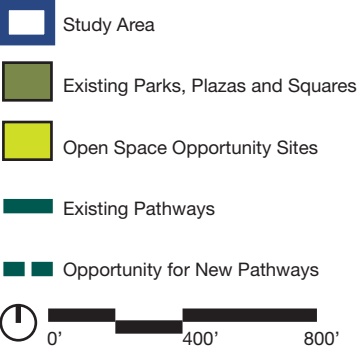 Study Area
Existing Parks, Plazas and Squares
Open Space Opportunity Sites
Existing Pathways
Opportunity for New Pathways
0’ 400’ 800’